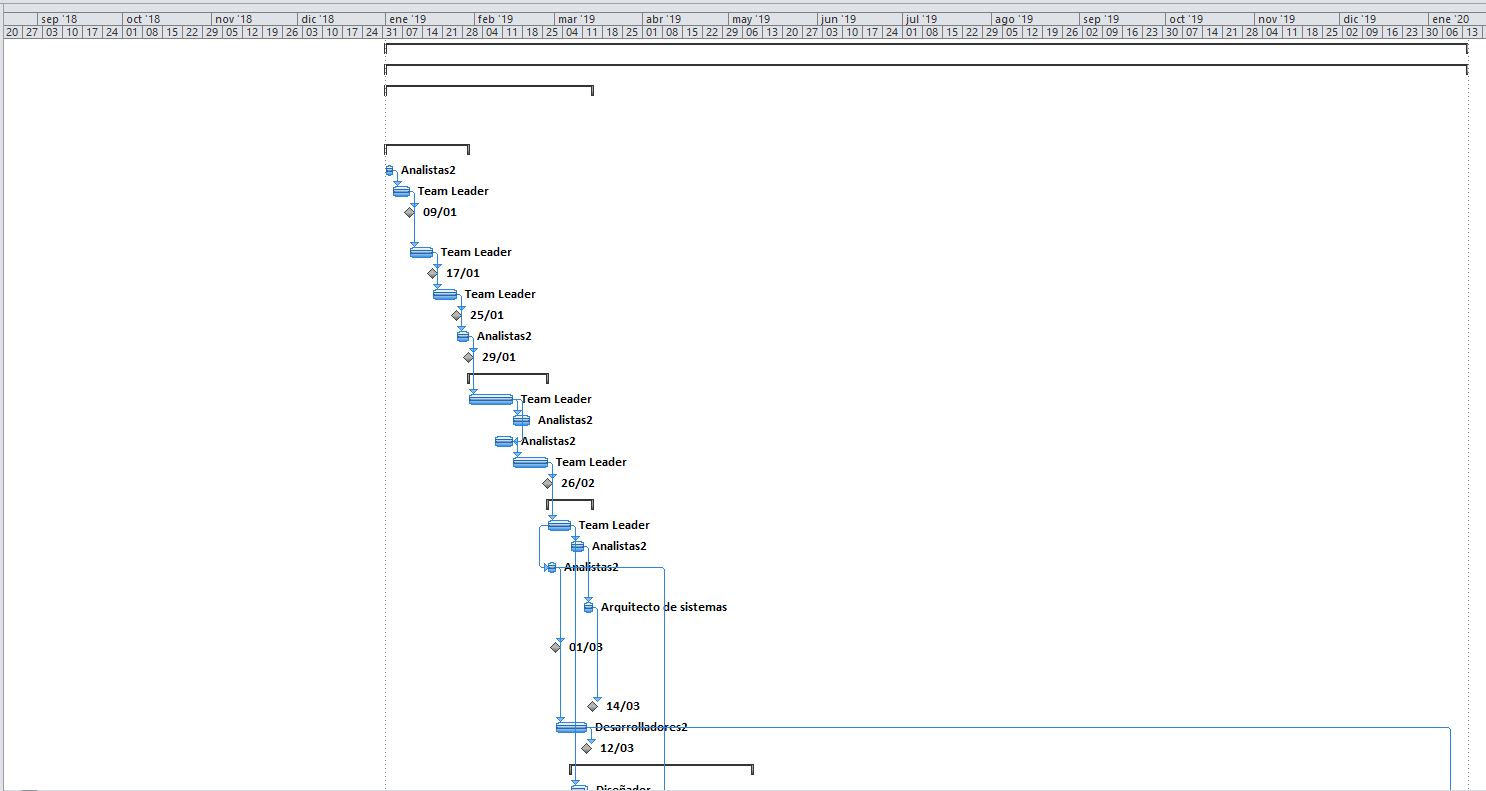 sep '18 oct '18 nov '18 dic '18 ene '19 feb '19 mar '19 abr '19 may '19 jun '19 jul '19 ago '19 sep '19 oct '19 nov '19 dic '19 ene '20
20 27 03 10 17 24 01 08 15 22 29 05 12 19 26 03 10 17 24 31 07 14 21 28 04 11 18 25 04 11 18 25 01 08 15 22 29 06 13 20 27 03 10 17 24 01 08 15 22 29 05 12 19 26 02 09 16 23 30 07 14 21 28 04 11 18 25 02 09 16 23 30 06 13
Analistas2
Team Leader
09/01
Team Leader
17/01
Team Leader
25/01
Analistas2
29/01
Team Leader
Analistas2
Analistas2
Team Leader
26/02
Team Leader
Analistas2
Analistas2
Arquitecto de sistemas
01/03
14/03
Desarrolladores2
12/03
Diseñador